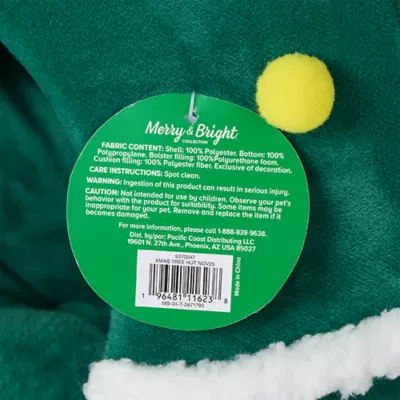 Merry & Bright
COLLECTION
FABRIC CONTENT: Shell: 100% Polyester. Bottom: 100%
Polypropylene. Bolster filling: 100%Polyurethane foam.
Cushion filling: 100% Polyester fiber. Exclusive of decoration.
CARE INSTRUCTIONS: Spot clean.
WARNING: Ingestion of this product can result in serious injury.
CAUTION: Not intended for use by children. Observe your pet's
behavior with the product for suitability. Some items may be
inappropriate for your pet. Remove and replace the item if it
becomes damaged.
For more information, please call 1-888-839-9638.
Dist. by/por: Pacific Coast Distributing LLC
19601 N. 27th Ave., Phoenix, AZ USA 85027
5370547
XMAS TREE HUT NOV25
1 96481 11623 8
MB-24-T-2671790
Made in China